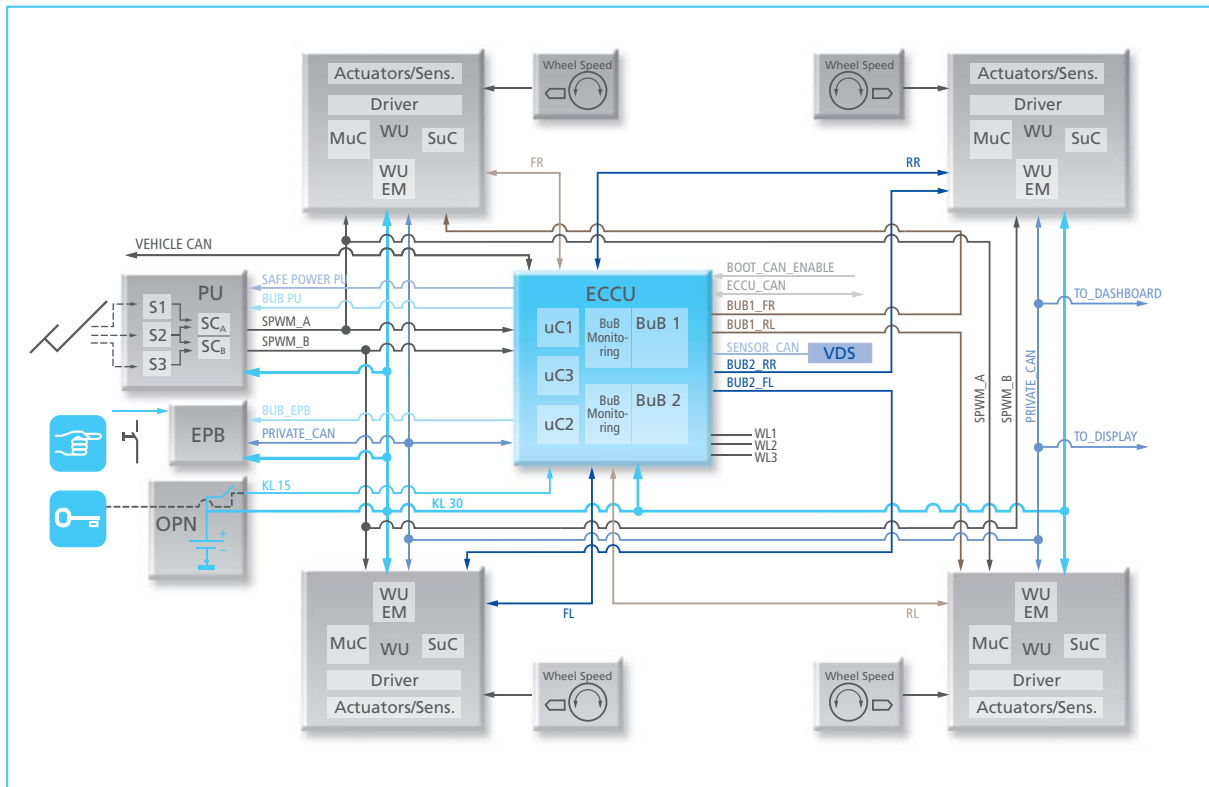 Actuators/Sens.
Driver
MuC
WU
SuC
WU
EM
Wheel Speed
Wheel Speed
Actuators/Sens.
Driver
MuC
WU
SuC
WU
EM
FR
RR
VEHICLE CAN
PU
S1
S2
S3
SCA
SCB
SAFE POWER PU
BUB PU
SPWM_A
SPWM_B
ECCU
uC1
uC3
uC2
BuB
Monito-
ring
BuB 1
BuB
Monito-
ring
BuB 2
BOOT_CAN_ENABLE
ECCU_CAN
BUB1_FR
BUB1_RL
SENSOR_CAN
VDS
BUB2_RR
BUB2_FL
WL1
WL2
WL3
SPWM_A
SPWM_B
PRIVATE_CAN
TO_DASHBOARD
TO_DISPLAY
EPB
BUB_EPB
PRIVATE_CAN
OPN
+
−
KL 15
KL 30
WU
EM
MuC
WU
SuC
Driver
Actuators/Sens.
FL
RL
Wheel Speed
Wheel Speed
WU
EM
MuC
WU
SuC
Driver
Actuators/Sens.